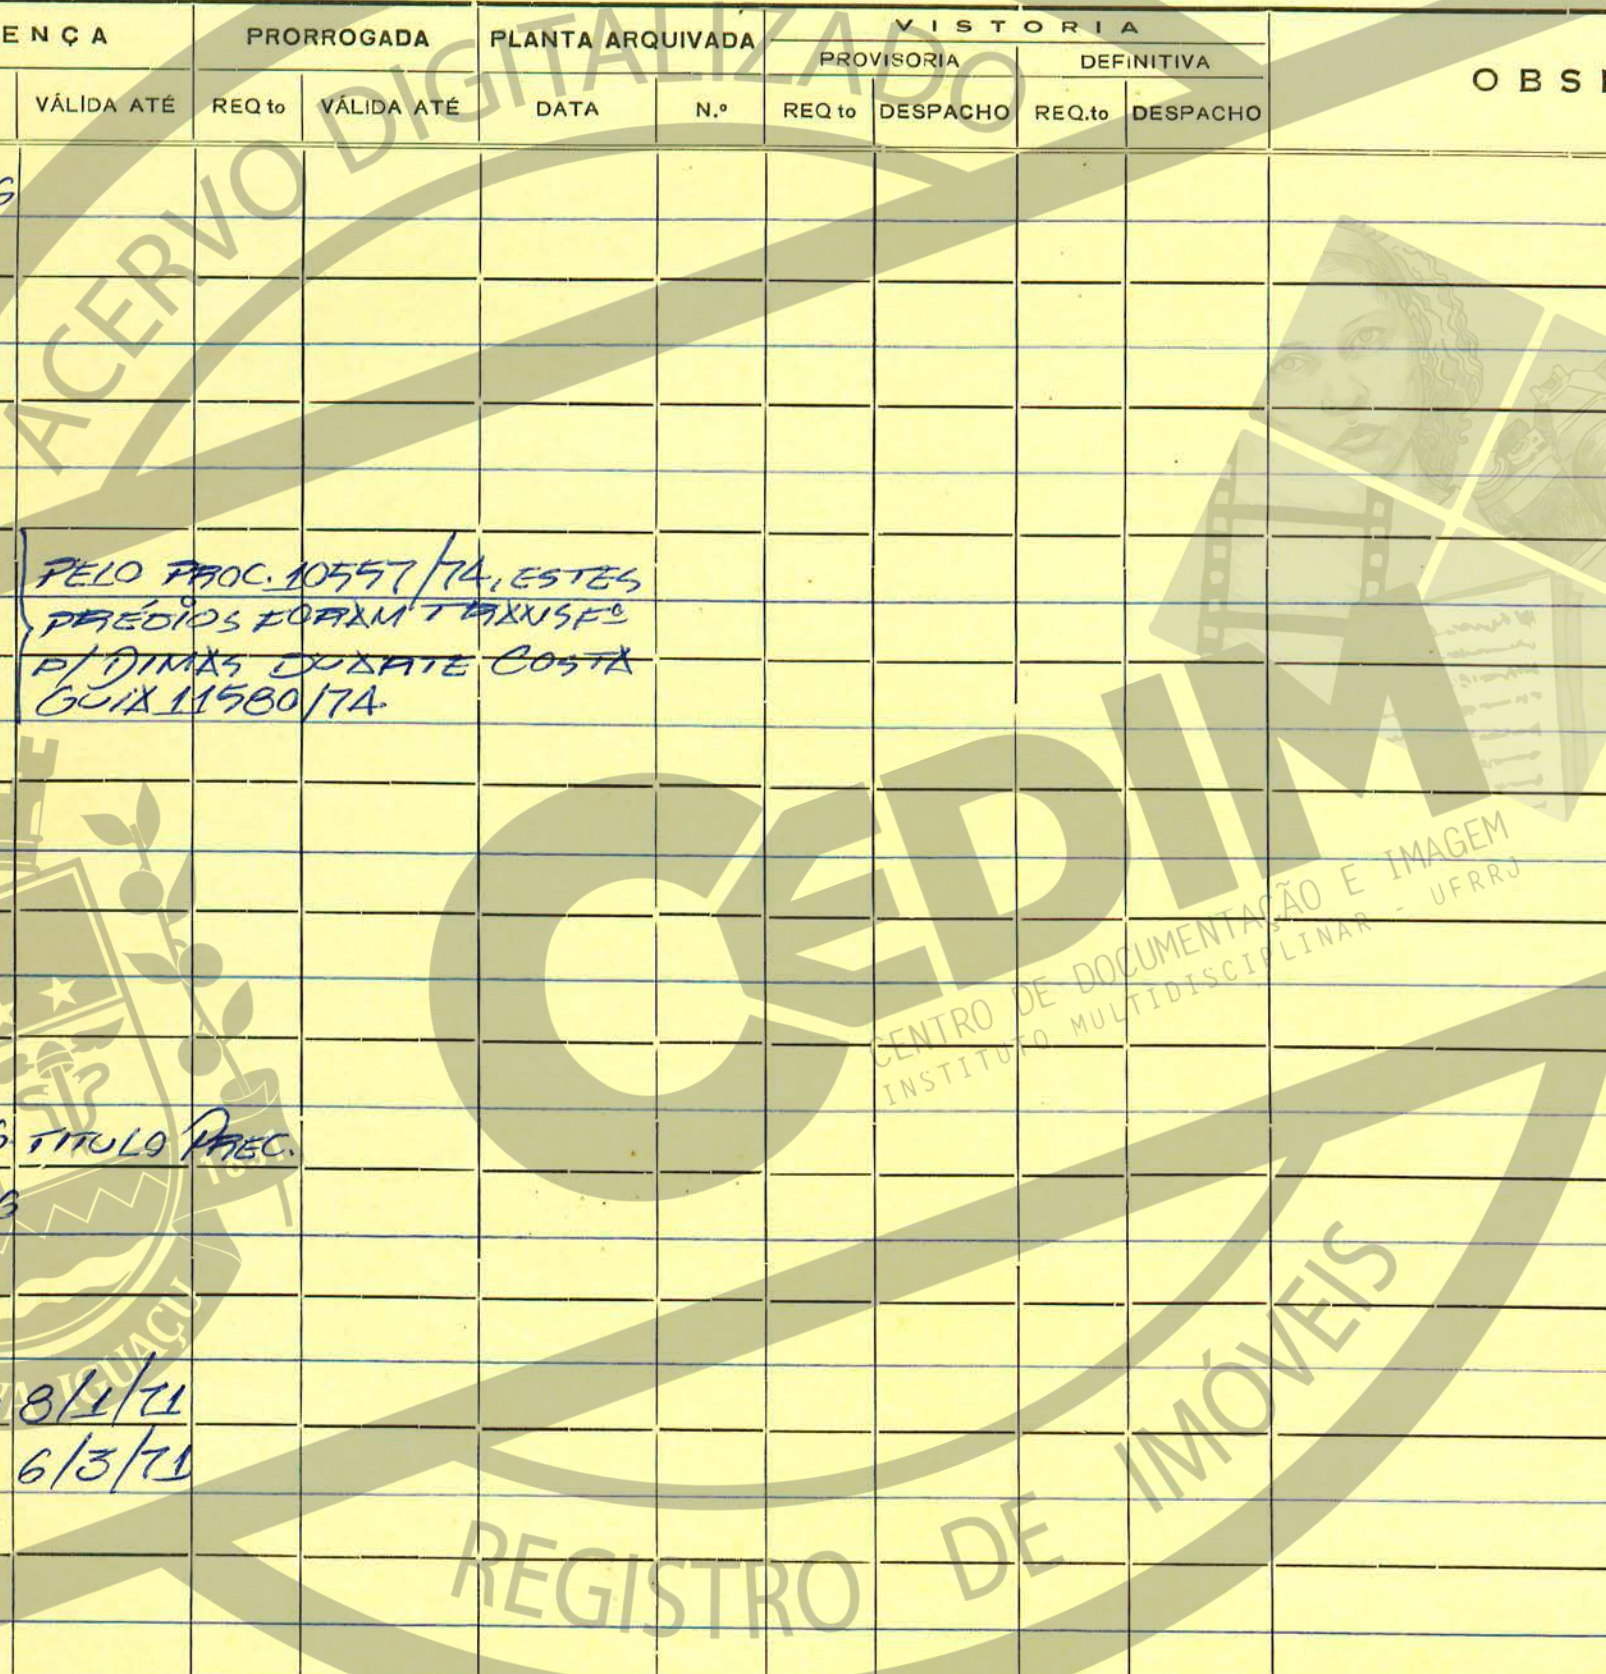 ENÇA PRORROGADA PLANTA ARQUIVADA VISTORIA
PROVISORIA DEFINITIVA
OBSE
VÁLIDA ATÉ REQ to VÁLIDA ATÉ DATA N.º REQ to DESPACHO REQ.to DESPACHO
ACERVO DIGITALIZADO
PELO PROC. 10557/74, ESTES
PRÉDIOS FORAM TRANSFº
P/ DIMAS DUARTE COSTA
GUIA 11580/74.
CEDIM
CENTRO DE DOCUMENTAÇÃO E IMAGEM
INSTITUTO MULTIDISCIPLINAR - UFRRJ
TITULO PREC.
IGUAÇU
8/1/71
6/3/71
REGISTRO DE IMÓVEIS